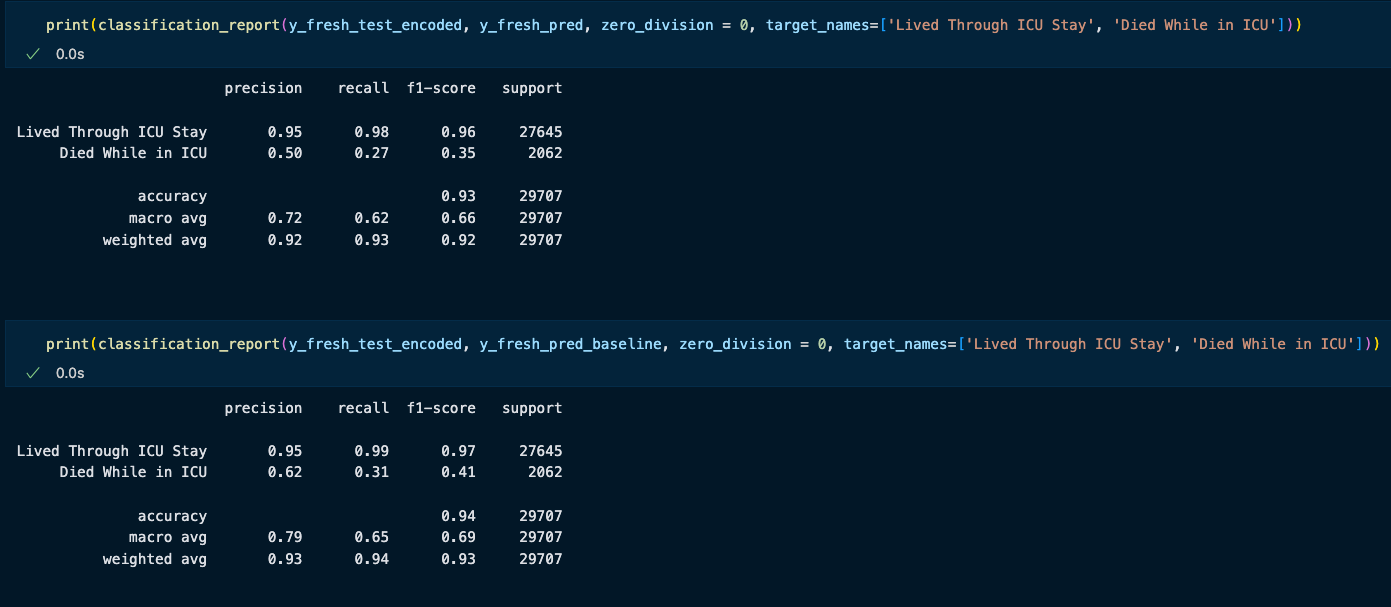 print(classification_report(y_fresh_test_encoded, y_fresh_pred, zero_division = 0, target_names=['Lived Through ICU Stay', 'Died While in ICU']))
✓ 0.0s
precision recall f1-score support
Lived Through ICU Stay 0.95 0.98 0.96 27645
Died While in ICU 0.50 0.27 0.35 2062
accuracy 0.93 29707
macro avg 0.72 0.62 0.66 29707
weighted avg 0.92 0.93 0.92 29707
print(classification_report(y_fresh_test_encoded, y_fresh_pred_baseline, zero_division = 0, target_names=['Lived Through ICU Stay', 'Died While in ICU']))
✓ 0.0s
precision recall f1-score support
Lived Through ICU Stay 0.95 0.99 0.97 27645
Died While in ICU 0.62 0.31 0.41 2062
accuracy 0.94 29707
macro avg 0.79 0.65 0.69 29707
weighted avg 0.93 0.94 0.93 29707